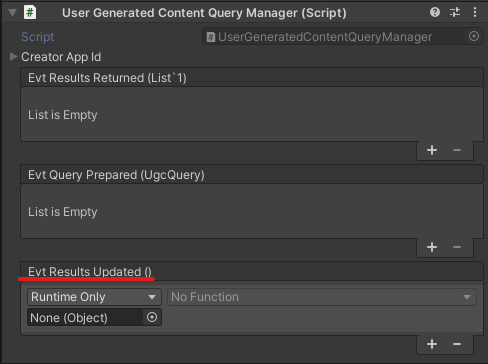 User Generated Content Query Manager (Script)
Script
UserGeneratedContentQueryManager
Creator App Id
Evt Results Returned (List`1)
List is Empty
Evt Query Prepared (UgcQuery)
List is Empty
Evt Results Updated ()
Runtime Only
No Function
None (Object)